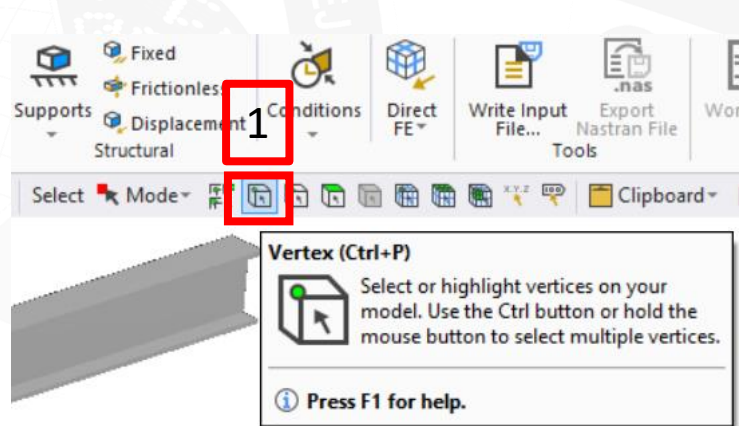 Fixed
Frictionless
Displacement
Supports
Structural
1
Conditions
Direct
FE
Write Input
File...
Export
Nastran File
.nas
Tools
Select Mode
X,Y,Z
Clipboard
Vertex (Ctrl+P)
Select or highlight vertices on your
model. Use the Ctrl button or hold the
mouse button to select multiple vertices.
Press F1 for help.